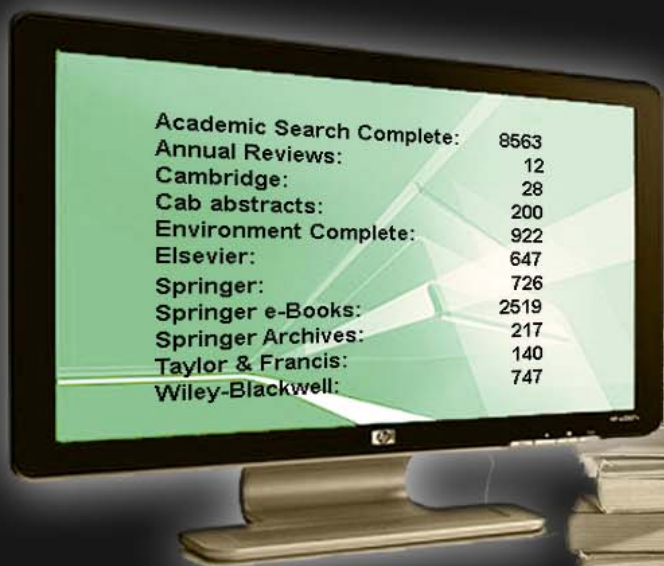 Academic Search Complete: 8563
Annual Reviews: 12
Cambridge: 28
Cab abstracts: 200
Environment Complete: 922
Elsevier: 647
Springer: 726
Springer e-Books: 2519
Springer Archives: 217
Taylor & Francis: 140
Wiley-Blackwell: 747
hp